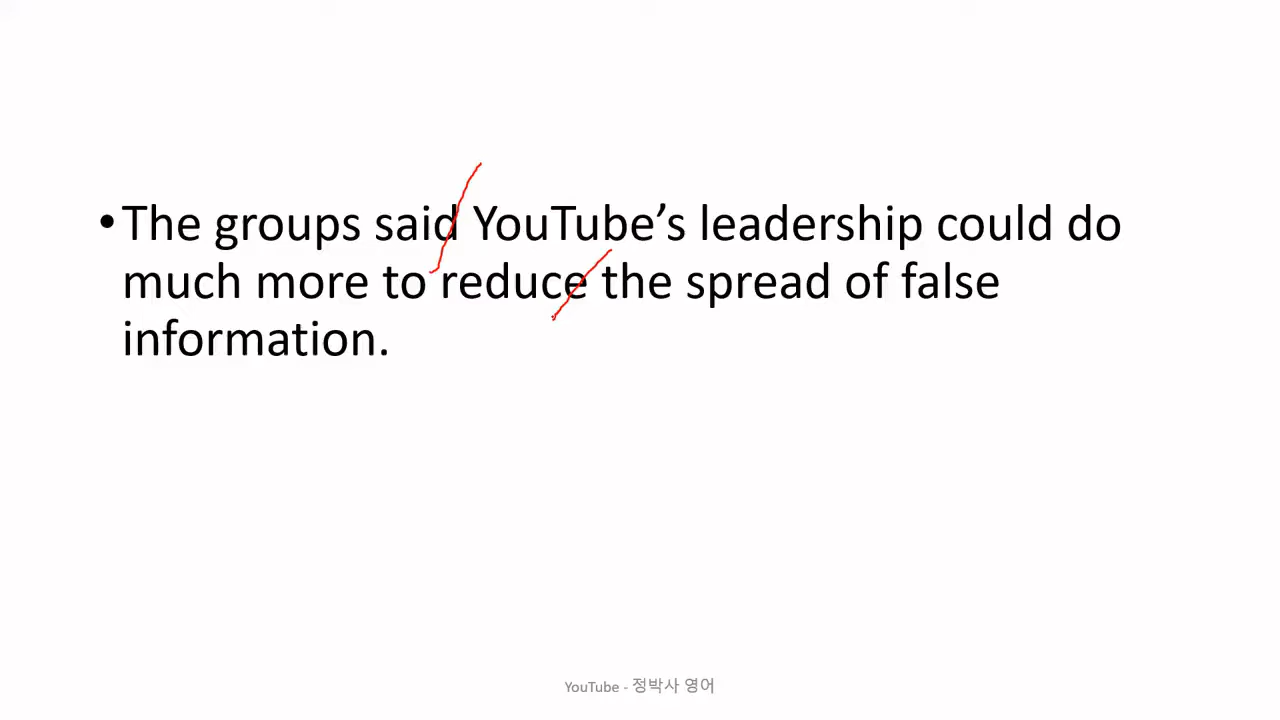 •The groups said YouTube’s leadership could do
much more to reduce the spread of false
information.
YouTube - 정박사 영어